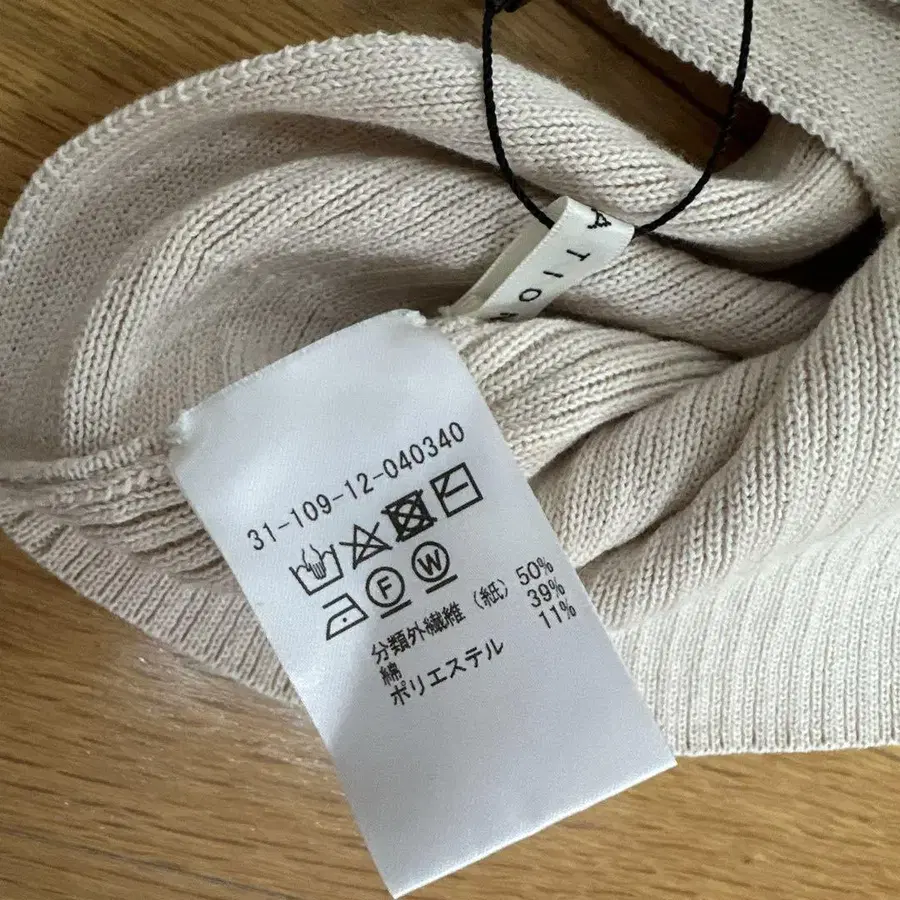 ATION
31-109-12-040340
F W
分類外繊維（紙） 50%
綿 39%
ポリエステル 11%